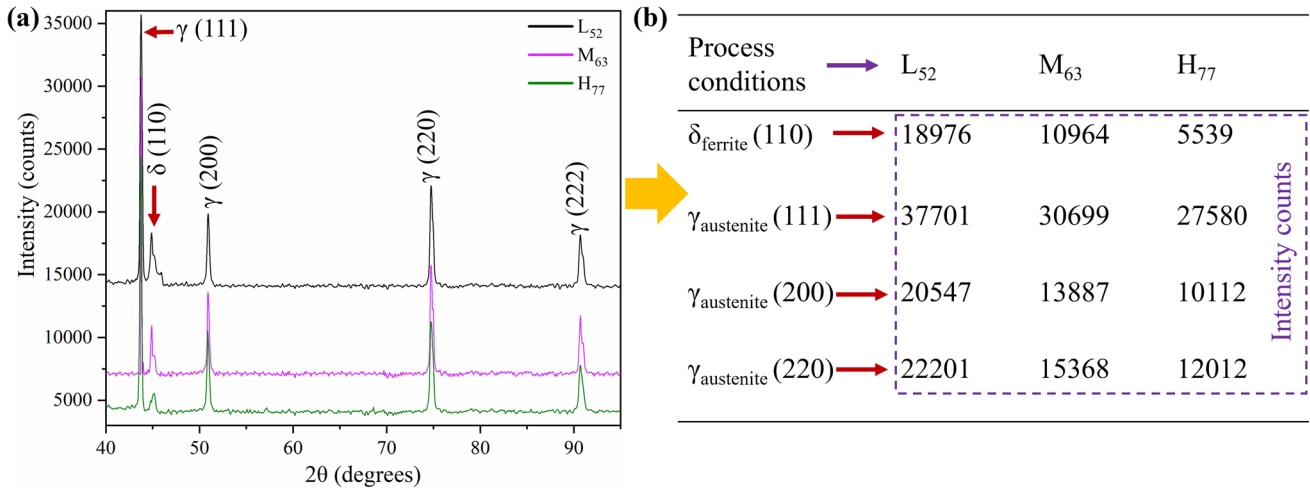 (a)
35000
30000
25000
20000
15000
10000
5000
Intensity (counts)
40
50
60
70
80
90
2θ (degrees)
γ (111)
δ (110)
γ (200)
γ (220)
γ (222)
L52
M63
H77
(b)
Process
conditions
L52 M63 H77
δferrite (110) 18976 10964 5539
γaustenite (111) 37701 30699 27580
γaustenite (200) 20547 13887 10112
γaustenite (220) 22201 15368 12012
Intensity counts